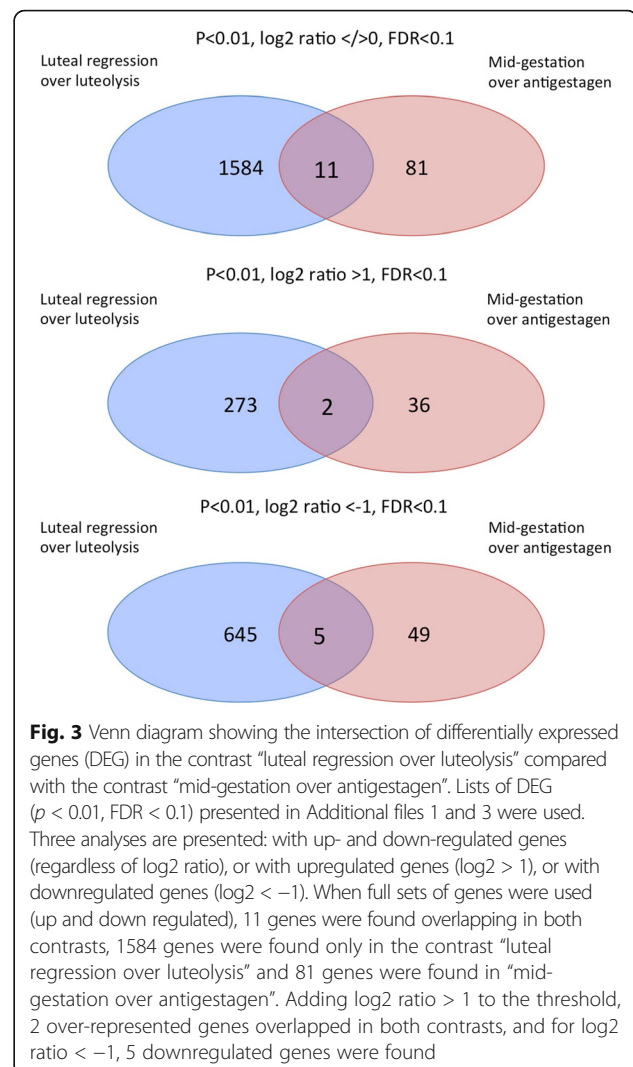 P<0.01, log2 ratio </>0, FDR<0.1
Luteal regression
over luteolysis
Mid-gestation
over antigestagen
1584
11
81
P<0.01, log2 ratio >1, FDR<0.1
Luteal regression
over luteolysis
Mid-gestation
over antigestagen
273
2
36
P<0.01, log2 ratio <-1, FDR<0.1
Luteal regression
over luteolysis
Mid-gestation
over antigestagen
645
5
49
Fig. 3 Venn diagram showing the intersection of differentially expressed
genes (DEG) in the contrast “luteal regression over luteolysis” compared
with the contrast “mid-gestation over antigestagen”. Lists of DEG
(p < 0.01, FDR < 0.1) presented in Additional files 1 and 3 were used.
Three analyses are presented: with up- and down-regulated genes
(regardless of log2 ratio), or with upregulated genes (log2 > 1), or with
downregulated genes (log2 < −1). When full sets of genes were used
(up and down regulated), 11 genes were found overlapping in both
contrasts, 1584 genes were found only in the contrast “luteal
regression over luteolysis” and 81 genes were found in “mid-
gestation over antigestagen”. Adding log2 ratio > 1 to the threshold,
2 over-represented genes overlapped in both contrasts, and for log2
ratio < −1, 5 downregulated genes were found